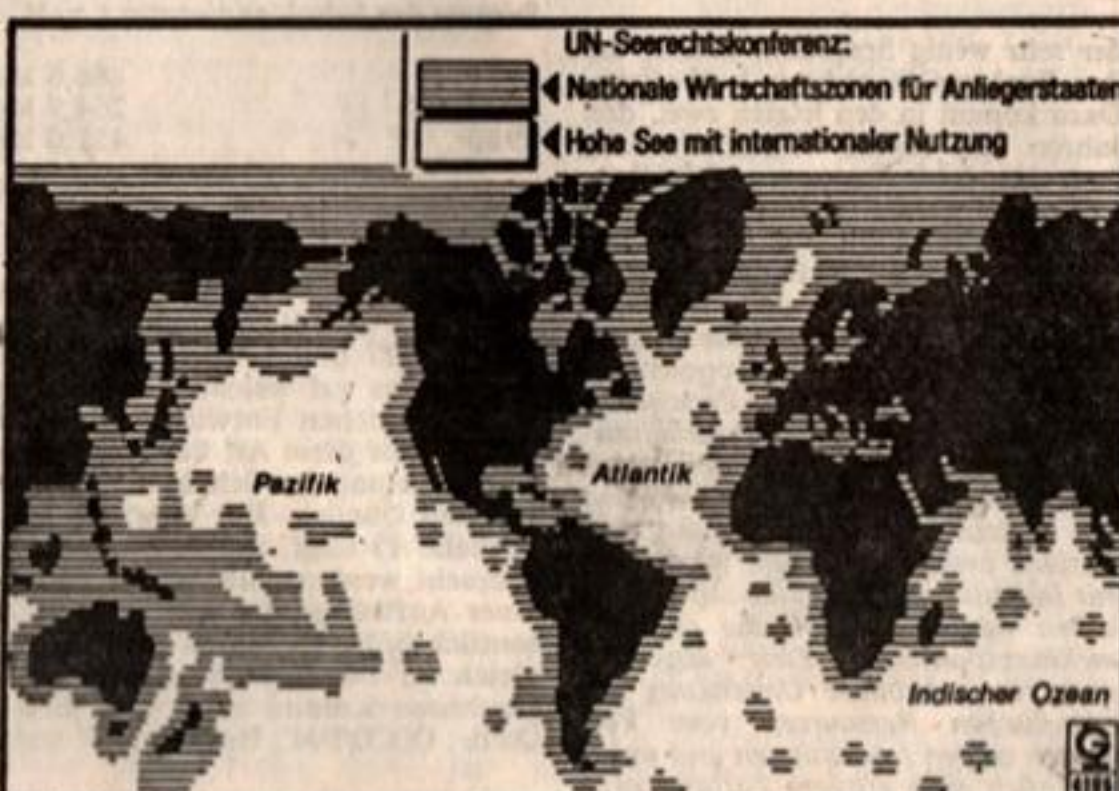 UN-Seerechtskonferenz:
Nationale Wirtschaftszonen für Anliegerstaaten
Hohe See mit internationaler Nutzung
Pazifik
Atlantik
Indischer Ozean
G